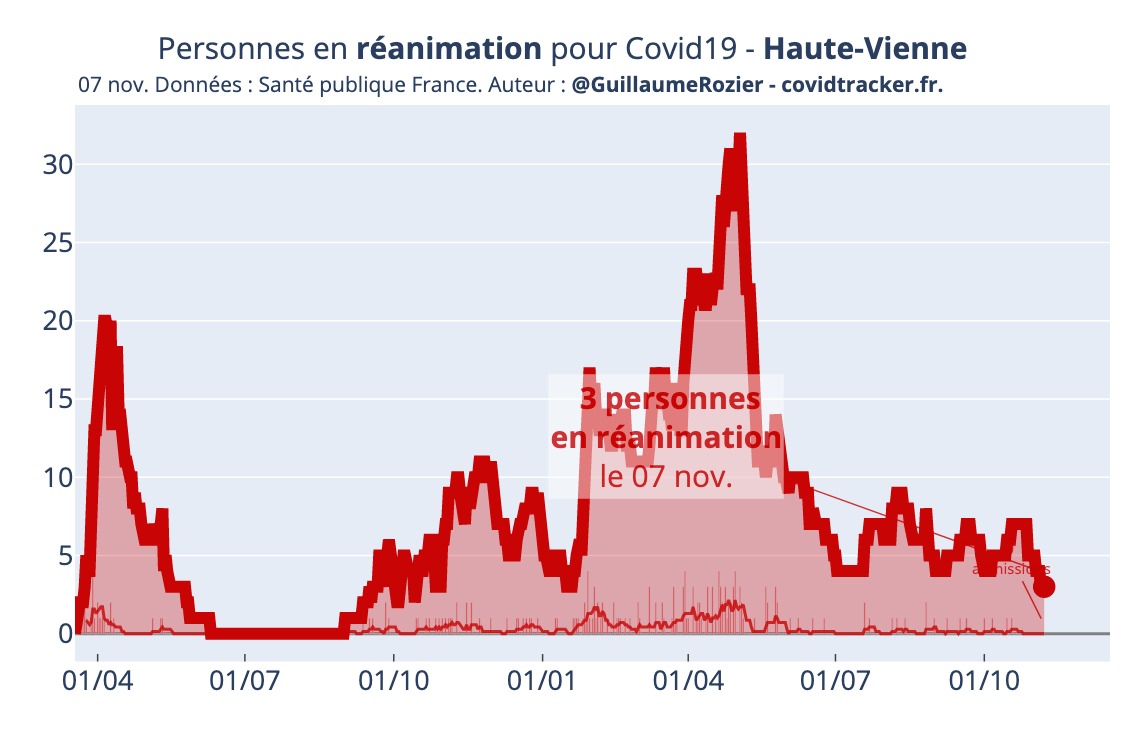 Personnes en réanimation pour Covid19 - Haute-Vienne
07 nov. Données : Santé publique France. Auteur : @GuillaumeRozier - covidtracker.fr.
30
25
20
15
10
5
0
3 personnes
en réanimation
le 07 nov.
admissions
01/04 01/07 01/10 01/01 01/04 01/07 01/10